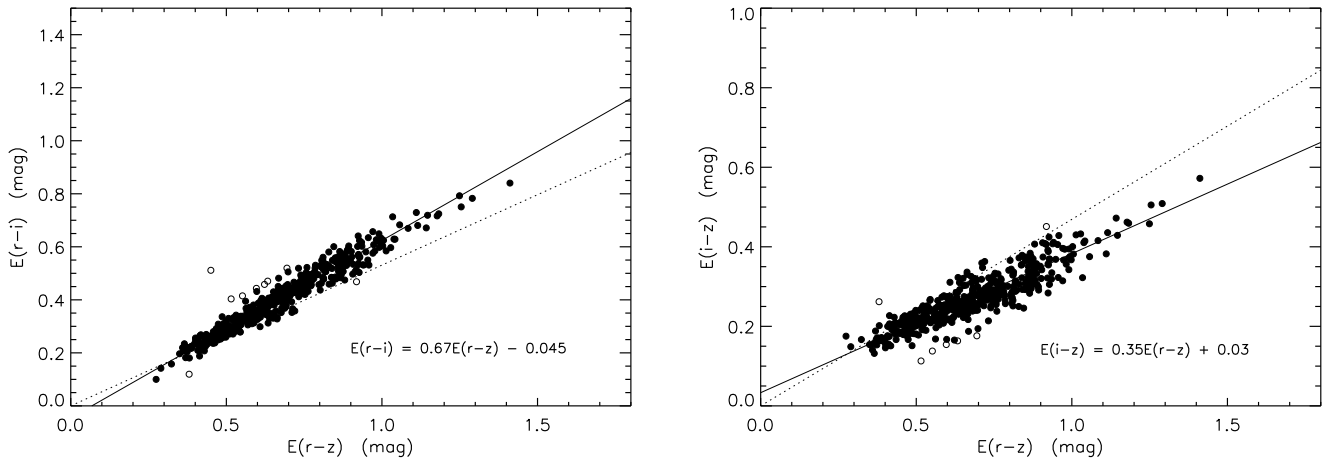 1.4
1.2
1.0
0.8
0.6
0.4
0.2
0.0
E(r−i) (mag)
E(r−i) = 0.67E(r−z) − 0.045
0.0 0.5 1.0 1.5
E(r−z) (mag)
1.0
0.8
0.6
0.4
0.2
0.0
E(i−z) (mag)
E(i−z) = 0.35E(r−z) + 0.03
0.0 0.5 1.0 1.5
E(r−z) (mag)